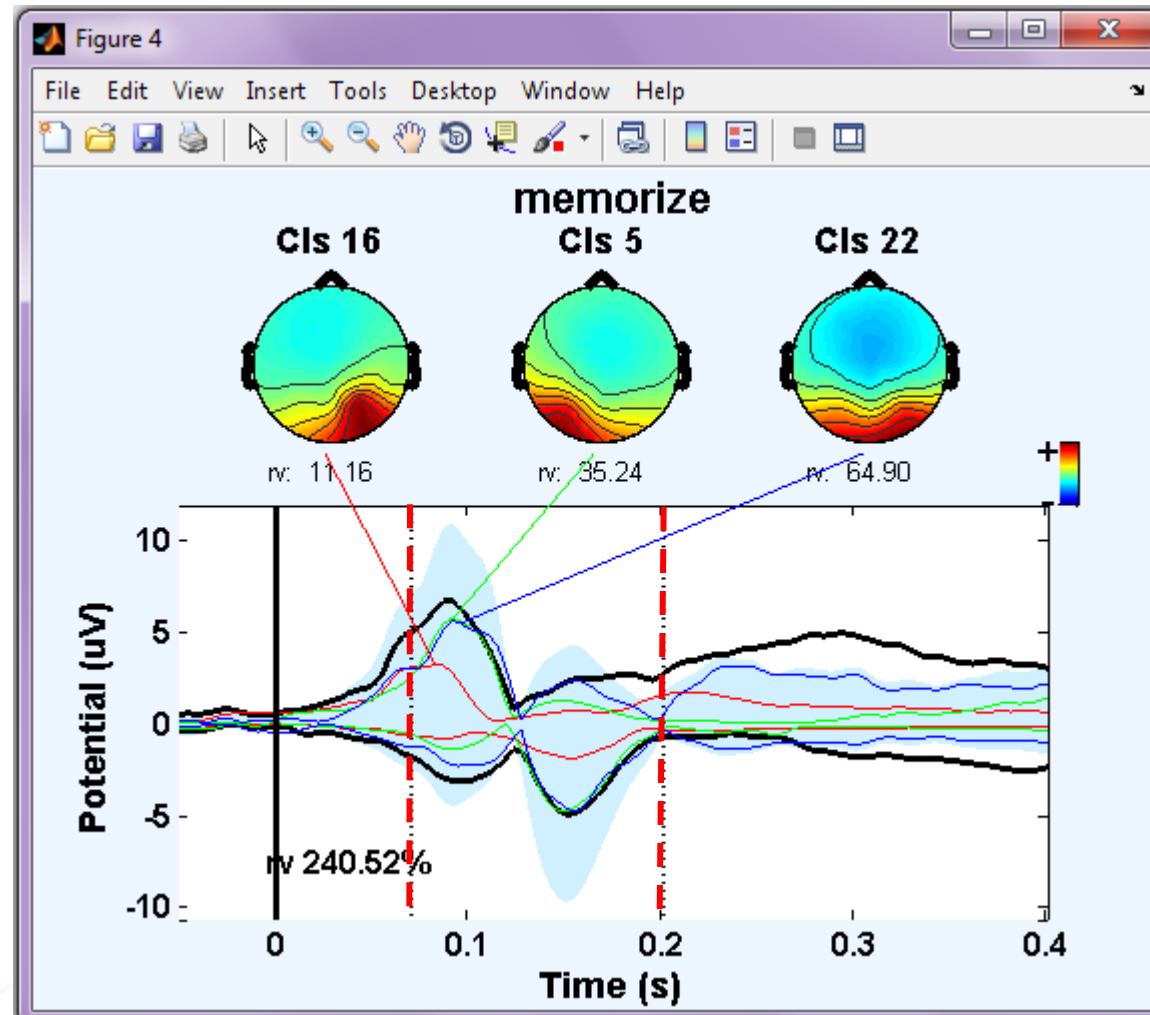 Figure 4
File Edit View Insert Tools Desktop Window Help
memorize
Cls 16 Cls 5 Cls 22
rv: 11.16 rv: 35.24 rv: 64.90
+
-
10
5
0
-5
-10
Potential (uV)
rv 240.52%
0 0.1 0.2 0.3 0.4
Time (s)